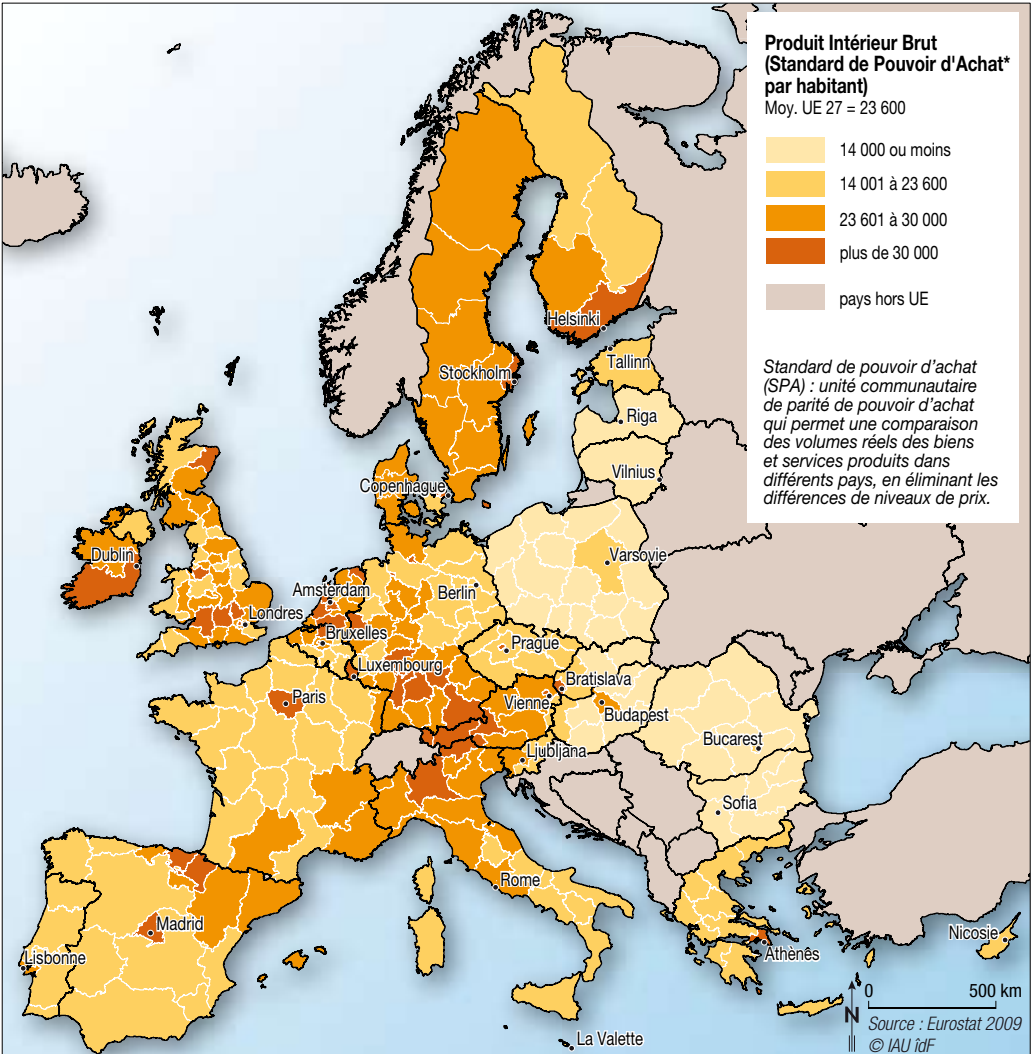 Produit Intérieur Brut
(Standard de Pouvoir d'Achat*
par habitant)
Moy. UE 27 = 23 600
14 000 ou moins
14 001 à 23 600
23 601 à 30 000
plus de 30 000
pays hors UE
Standard de pouvoir d'achat
(SPA) : unité communautaire
de parité de pouvoir d'achat
qui permet une comparaison
des volumes réels des biens
et services produits dans
différents pays, en éliminant les
différences de niveaux de prix.
Helsinki
Tallinn
Stockholm
Riga
Vilnius
Copenhague
Dublin
Varsovie
Amsterdam
Berlin
Londres
Bruxelles
Prague
Luxembourg
Bratislava
Paris
Vienne
Budapest
Bucarest
Ljubljana
Sofia
Rome
Madrid
Nicosie
Lisbonne
Athènês
La Valette
0 500 km
N
Source : Eurostat 2009
© IAU îdF